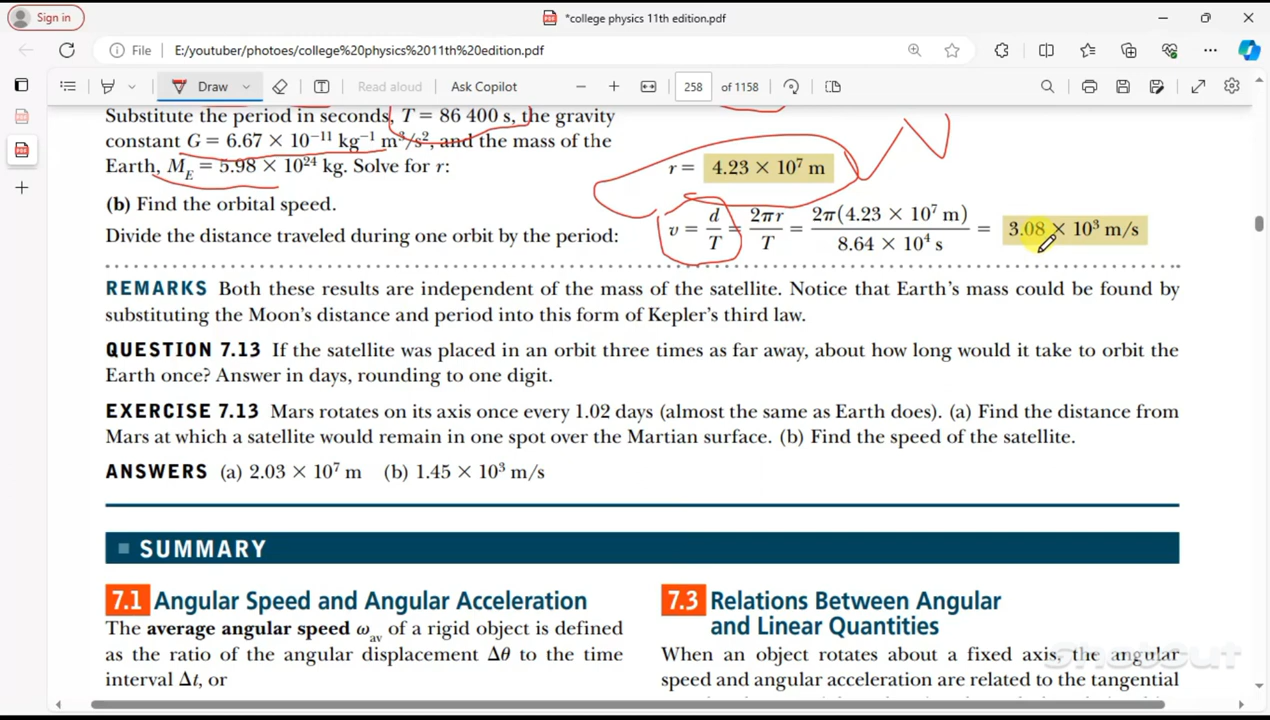 Sign in
*college physics 11th edition.pdf
File
E:/youtuber/photoes/college%20physics%2011th%20edition.pdf
Draw
Read aloud
Ask Copilot
258
of 1158
Substitute the period in seconds, T = 86 400 s, the gravity
constant G = 6.67 × 10⁻¹¹ kg⁻¹ m³/s², and the mass of the
Earth, M_E = 5.98 × 10²⁴ kg. Solve for r:
r = 4.23 × 10⁷ m
(b) Find the orbital speed.
Divide the distance traveled during one orbit by the period:
v = d/T = 2πr/T = 2π(4.23 × 10⁷ m)/8.64 × 10⁴ s = 3.08 × 10³ m/s
REMARKS Both these results are independent of the mass of the satellite. Notice that Earth's mass could be found by
substituting the Moon's distance and period into this form of Kepler's third law.
QUESTION 7.13 If the satellite was placed in an orbit three times as far away, about how long would it take to orbit the
Earth once? Answer in days, rounding to one digit.
EXERCISE 7.13 Mars rotates on its axis once every 1.02 days (almost the same as Earth does). (a) Find the distance from
Mars at which a satellite would remain in one spot over the Martian surface. (b) Find the speed of the satellite.
ANSWERS (a) 2.03 × 10⁷ m (b) 1.45 × 10³ m/s
SUMMARY
7.1 Angular Speed and Angular Acceleration
The average angular speed ω_av of a rigid object is defined
as the ratio of the angular displacement Δθ to the time
interval Δt, or
7.3 Relations Between Angular
and Linear Quantities
When an object rotates about a fixed axis, the angular
speed and angular acceleration are related to the tangential
shotcut